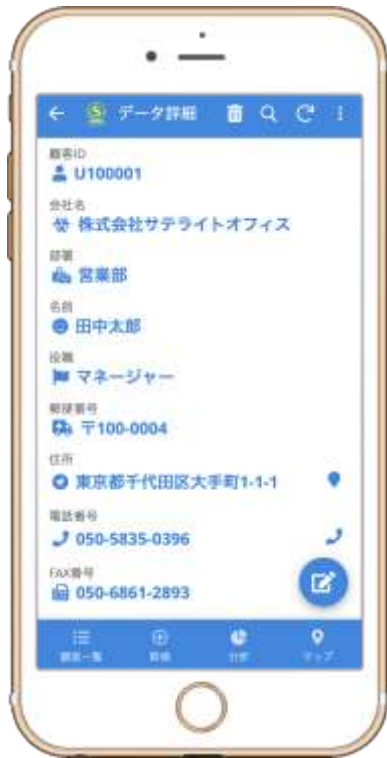 データ詳細
顧客ID
U100001
会社名
株式会社サテライトオフィス
部署
営業部
名前
田中太郎
役職
マネージャー
郵便番号
〒100-0004
住所
東京都千代田区大手町1-1-1
電話番号
050-5835-0396
FAX番号
050-6861-2893
顧客一覧
新規
分析
マップ